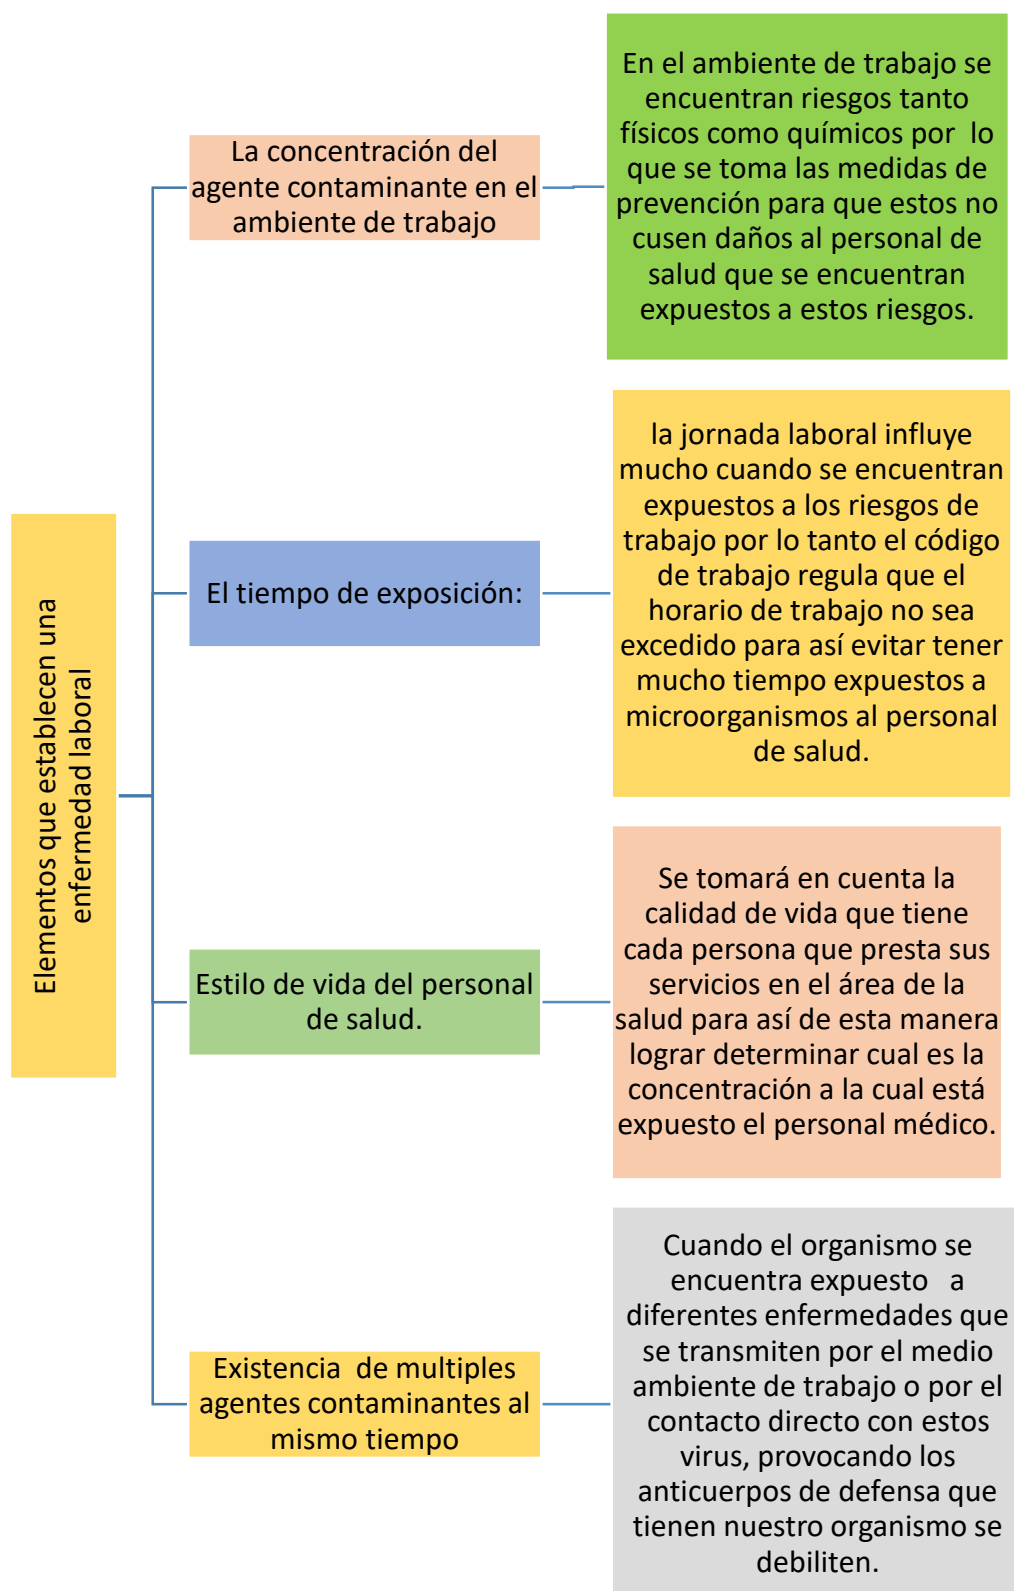 Elementos que establecen una
enfermedad laboral
La concentración del
agente contaminante en el
ambiente de trabajo
En el ambiente de trabajo se
encuentran riesgos tanto
físicos como químicos por lo
que se toma las medidas de
prevención para que estos no
cusen daños al personal de
salud que se encuentran
expuestos a estos riesgos.
El tiempo de exposición:
la jornada laboral influye
mucho cuando se encuentran
expuestos a los riesgos de
trabajo por lo tanto el código
de trabajo regula que el
horario de trabajo no sea
excedido para así evitar tener
mucho tiempo expuestos a
microorganismos al personal
de salud.
Estilo de vida del personal
de salud.
Se tomará en cuenta la
calidad de vida que tiene
cada persona que presta sus
servicios en el área de la
salud para así de esta manera
lograr determinar cual es la
concentración a la cual está
expuesto el personal médico.
Existencia de multiples
agentes contaminantes al
mismo tiempo
Cuando el organismo se
encuentra expuesto a
diferentes enfermedades que
se transmiten por el medio
ambiente de trabajo o por el
contacto directo con estos
virus, provocando los
anticuerpos de defensa que
tienen nuestro organismo se
debiliten.